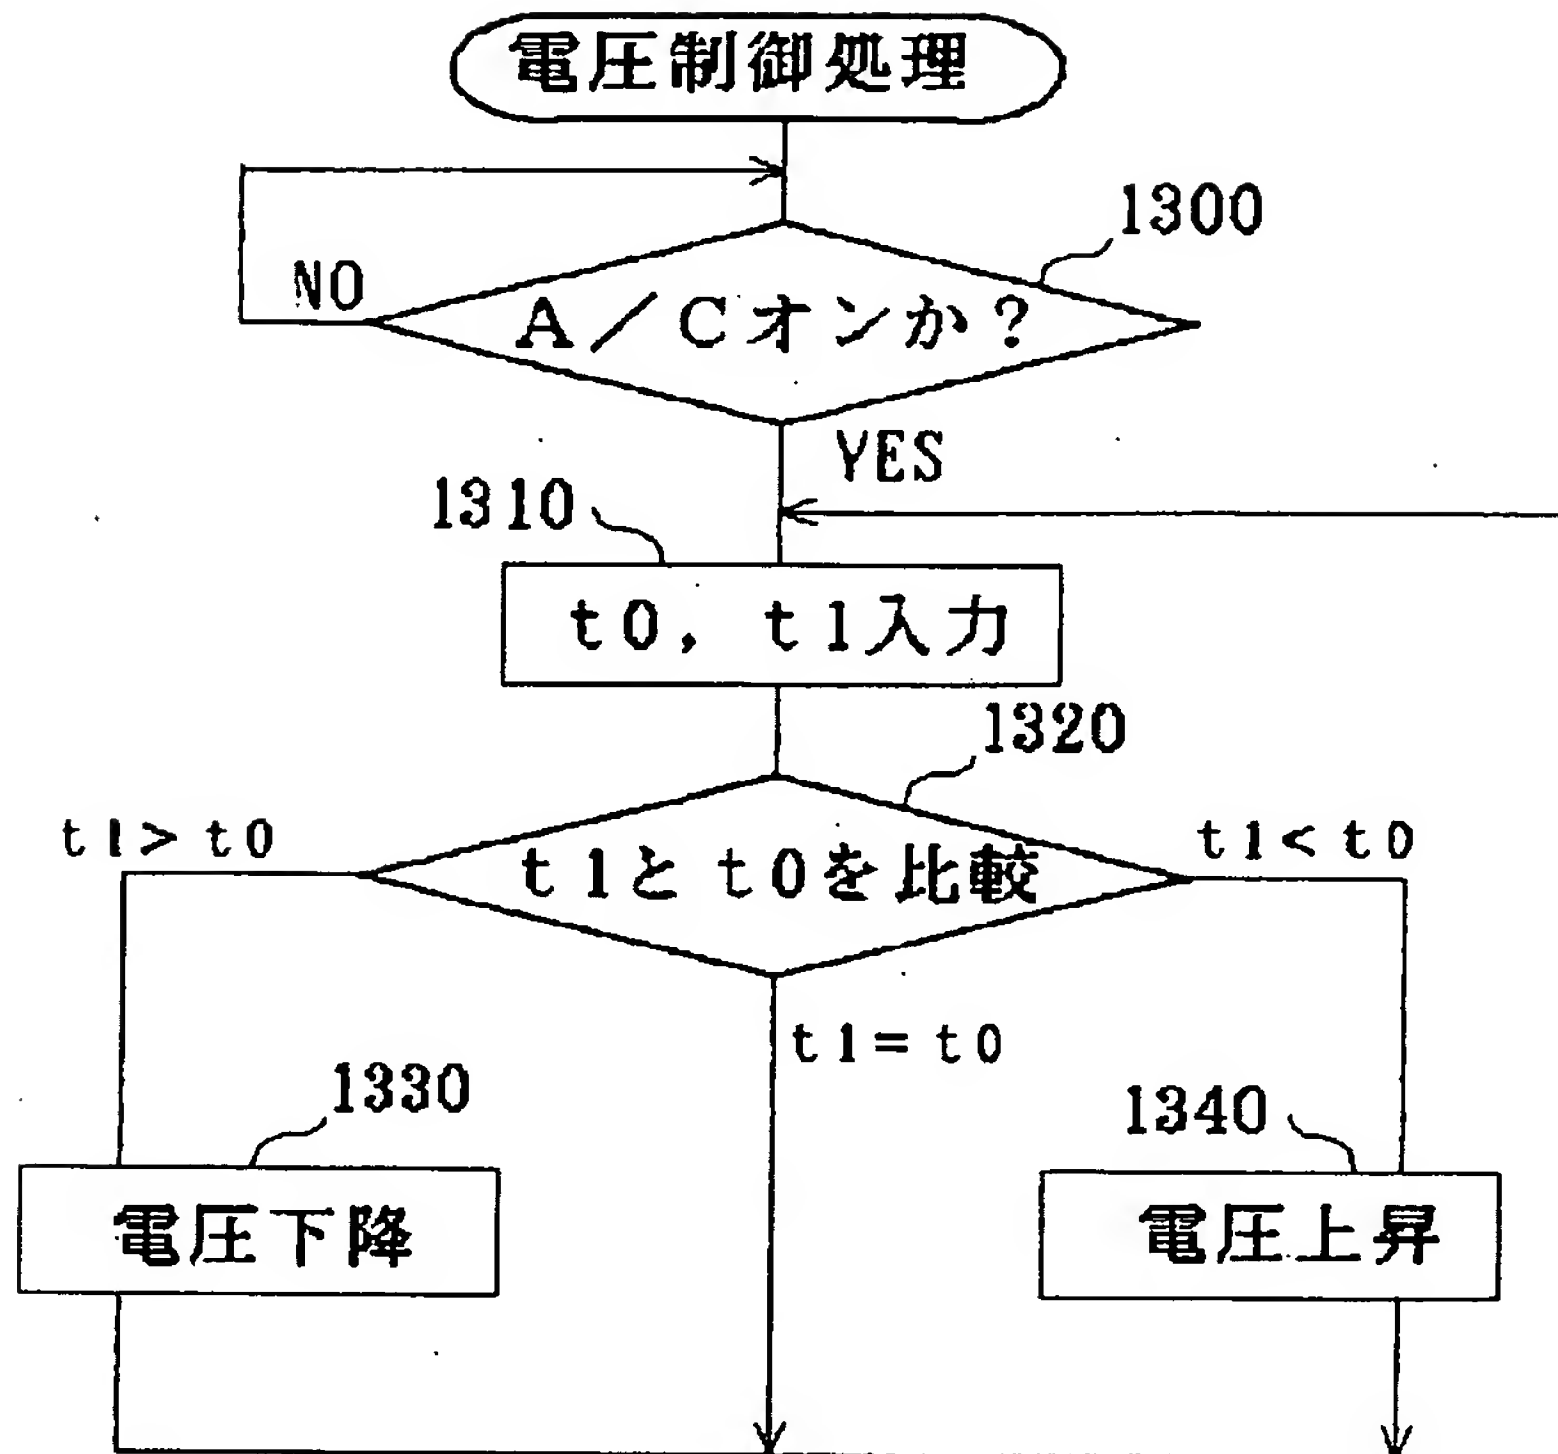 電圧制御処理
1300
NO
A/Cオンか?
YES
1310
t0, t1入力
1320
t1>t0
t1とt0を比較
t1<t0
t1=t0
1330
1340
電圧下降
電圧上昇